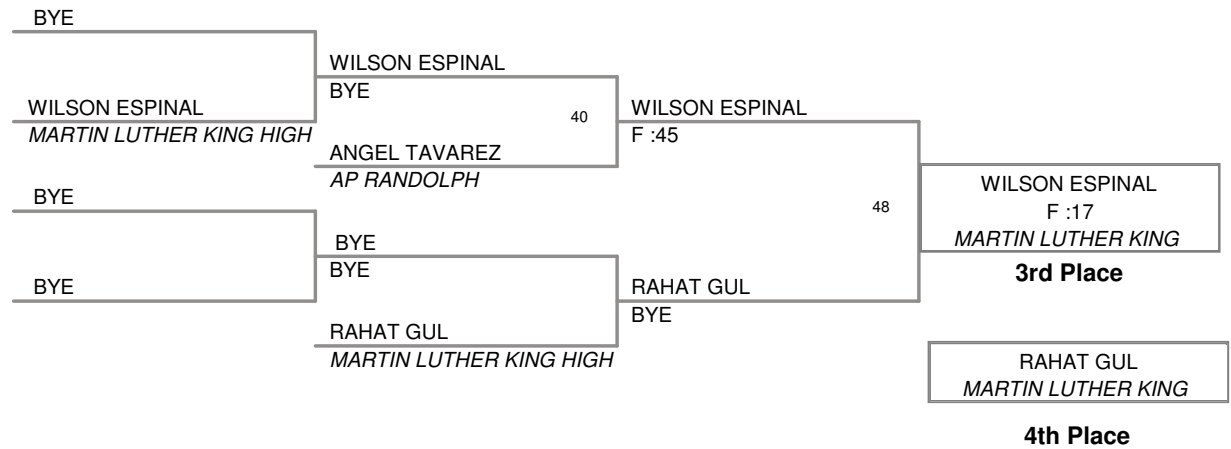 BYE
WILSON ESPINAL
MARTIN LUTHER KING HIGH
BYE
BYE
WILSON ESPINAL
BYE
40
ANGEL TAVAREZ
AP RANDOLPH
BYE
BYE
RAHAT GUL
MARTIN LUTHER KING HIGH
WILSON ESPINAL
F :45
48
RAHAT GUL
BYE
WILSON ESPINAL
F :17
MARTIN LUTHER KING
3rd Place
RAHAT GUL
MARTIN LUTHER KING
4th Place